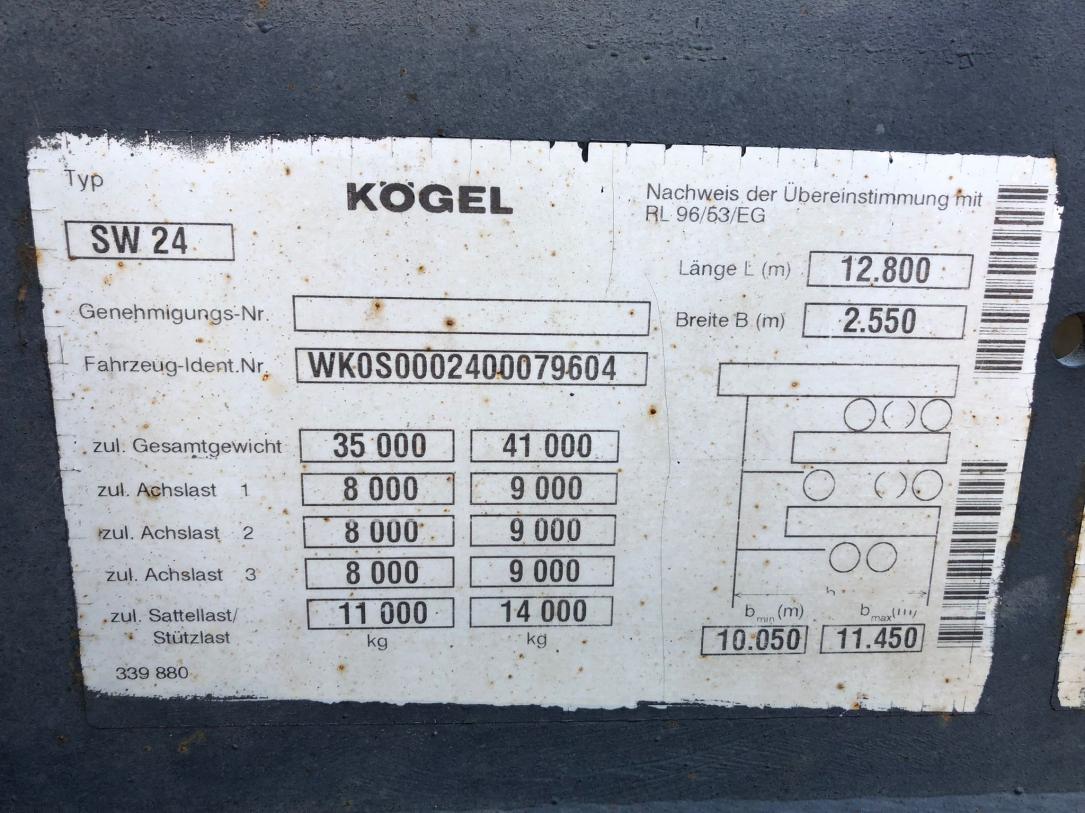 Typ
KÖGEL
SW 24
Genehmigungs-Nr.
Fahrzeug-Ident.Nr. WK0S0002400079604
zul. Gesamtgewicht 35 000 41 000
zul. Achslast 1 8 000 9 000
zul. Achslast 2 8 000 9 000
zul. Achslast 3 8 000 9 000
zul. Sattellast/ 11 000 14 000
Stützlast kg kg
339 880
Nachweis der Übereinstimmung mit
RL 96/53/EG
Länge L (m) 12.800
Breite B (m) 2.550
b
b min (m) b max (m)
10.050 11.450